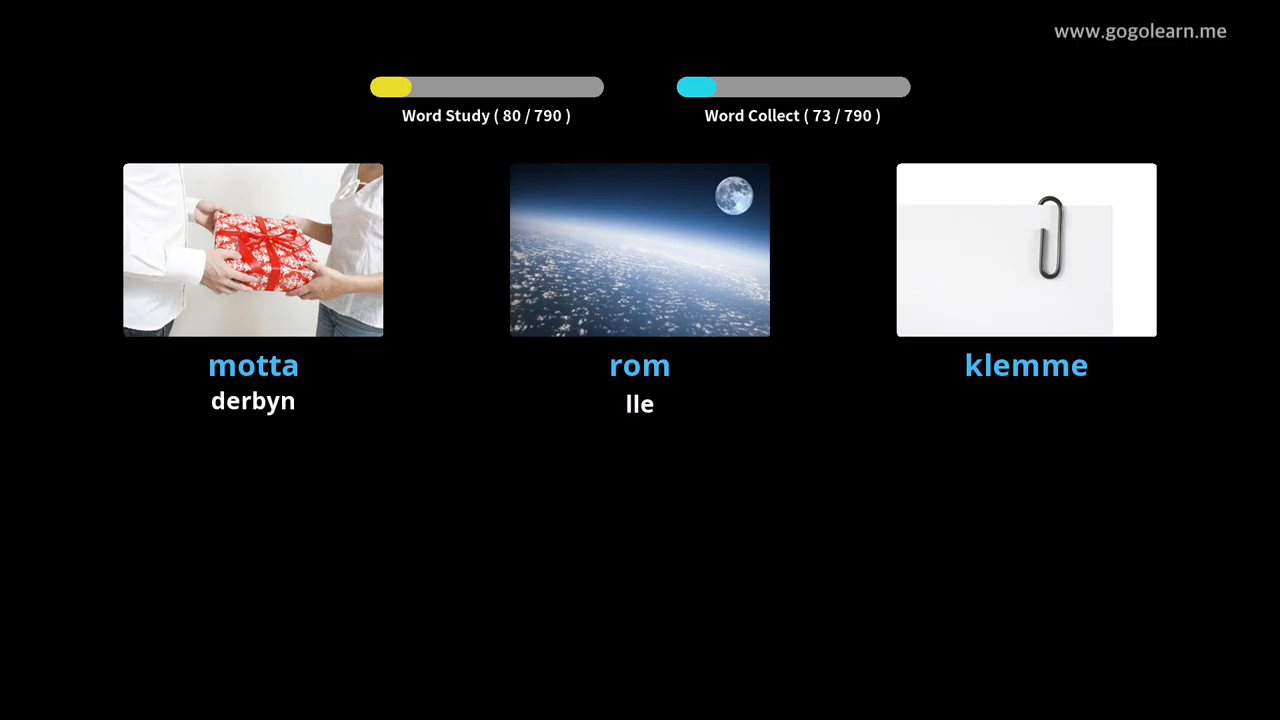 www.gogolearn.me
Word Study ( 80 / 790 )
Word Collect ( 73 / 790 )
motta
derbyn
rom
lle
klemme